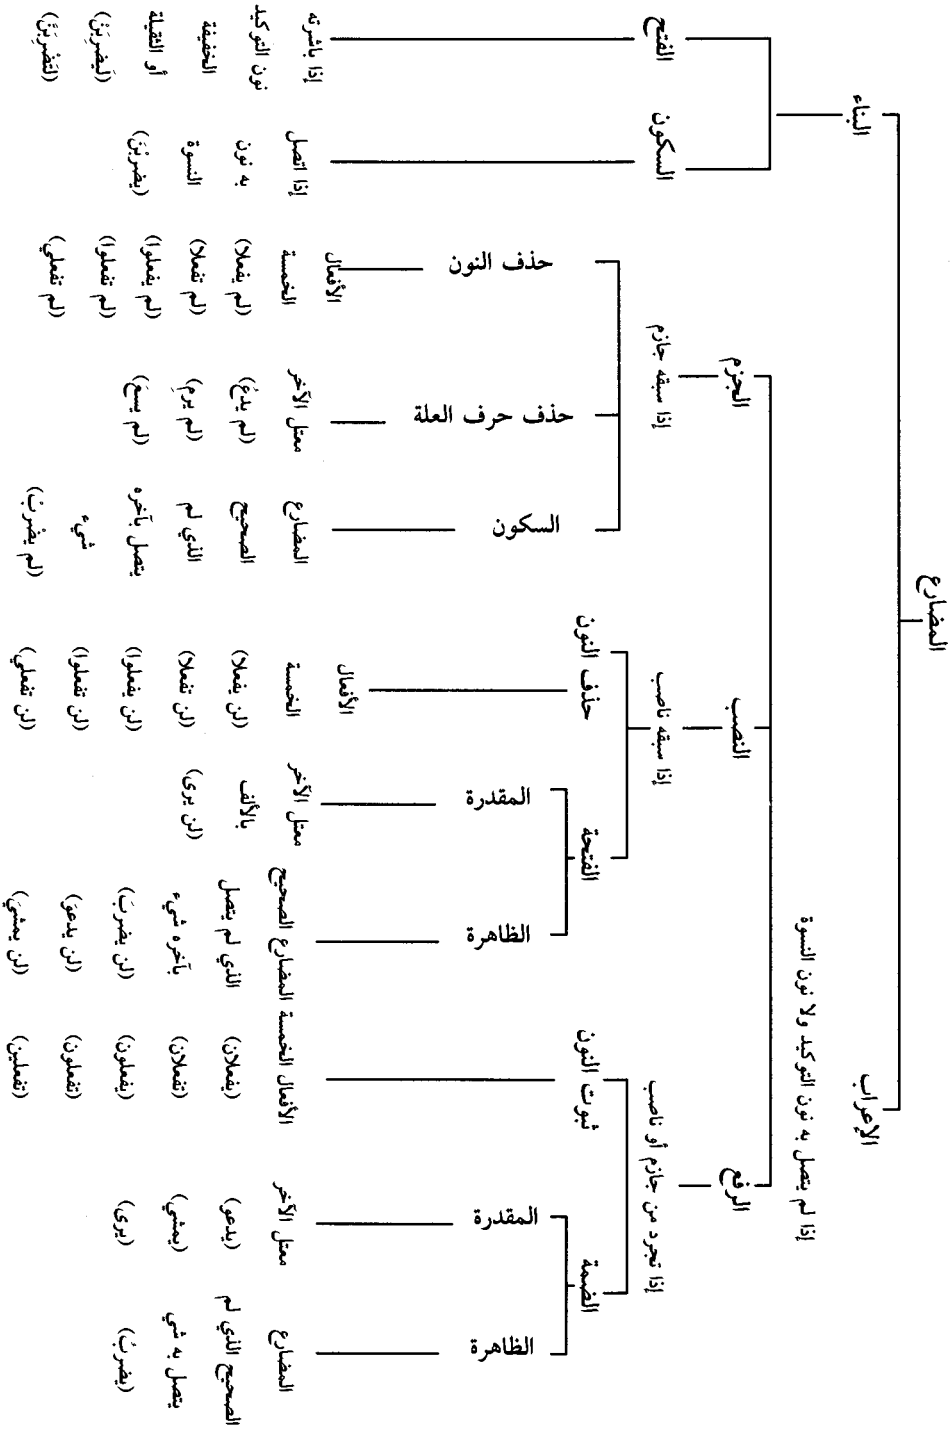 المضارع
الإعراب
إذا لم يتصل به نون التوكيد ولا نون النسوة
البناء
الرفع
إذا تجرد من جازم أو ناصب
النصب
إذا سبقه ناصب
الجزم
إذا سبقه جازم
السكون
الفتح
الضمة
الظاهرة
المقدرة
ثبوت النون
الفتحة
الظاهرة
المقدرة
حذف النون
السكون
حذف حرف العلة
حذف النون
المضارع
الصحيح الذي لم
يتصل به شي
(يضربُ)
معتل الآخر
(يدعو)
(يمشي)
(يرى)
الأفعال الخمسة
(يفعلان)
(تفعلان)
(يفعلون)
(تفعلون)
(تفعلين)
المضارع الصحيح
الذي لم يتصل
بآخره شيء
(لن يضربَ)
(لن يدعوَ)
(لن يمشيَ)
معتل الآخر
بالألف
(لن يرى)
الأفعال
الخمسة
(لن يفعلا)
(لن تفعلا)
(لن يفعلوا)
(لن تفعلوا)
(لن تفعلي)
المضارع
الصحيح
الذي لم
يتصل بآخره
شيء
(لم يضْربْ)
معتل الآخر
(لم يدعُ)
(لم يرمِ)
(لم يسعَ)
الأفعال
الخمسة
(لم يفعلا)
(لم تفعلا)
(لم يفعلوا)
(لم تفعلوا)
(لم تفعلي)
إذا اتصل
به نون
النسوة
(يضربْنَ)
إذا باشرته
نون التوكيد
الخفيفة
أو الثقيلة
(لَيضربَنْ)
(لتَضْرِبَنَّ)